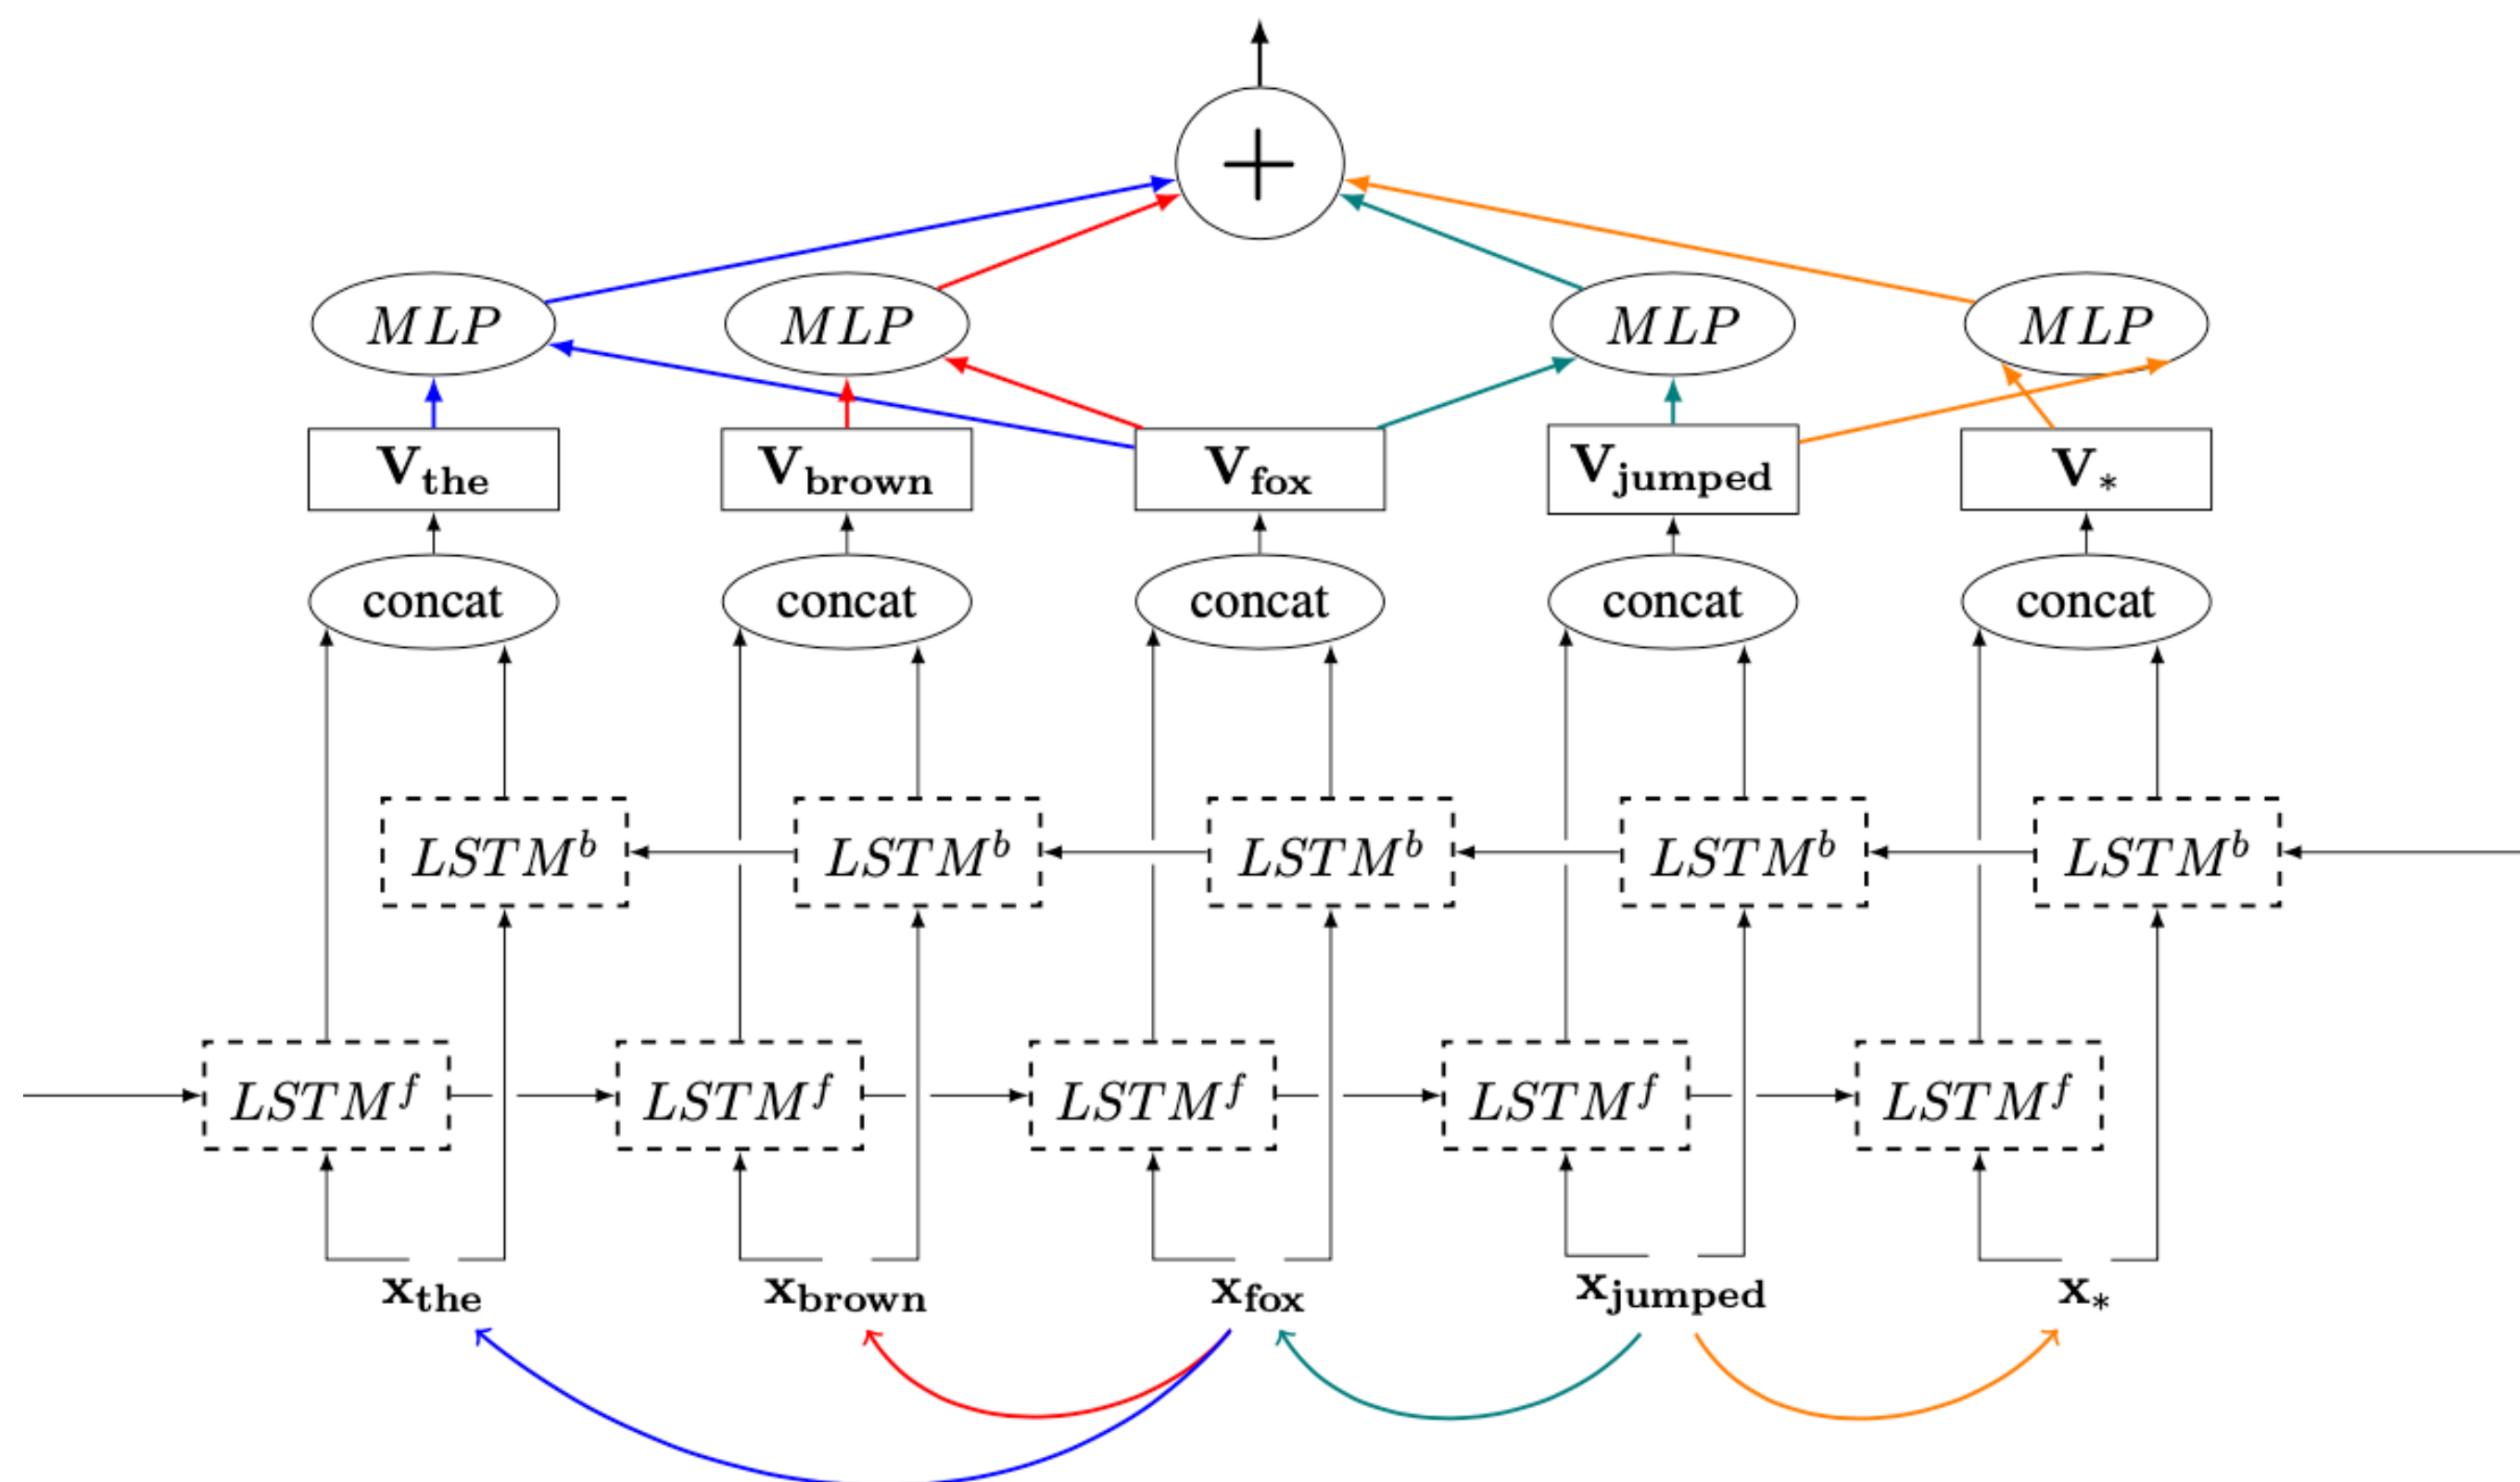 +
MLP MLP MLP MLP
V_the V_brown V_fox V_jumped V_*
concat concat concat concat concat
LSTM^b LSTM^b LSTM^b LSTM^b LSTM^b
LSTM^f LSTM^f LSTM^f LSTM^f LSTM^f
x_the x_brown x_fox x_jumped x_*